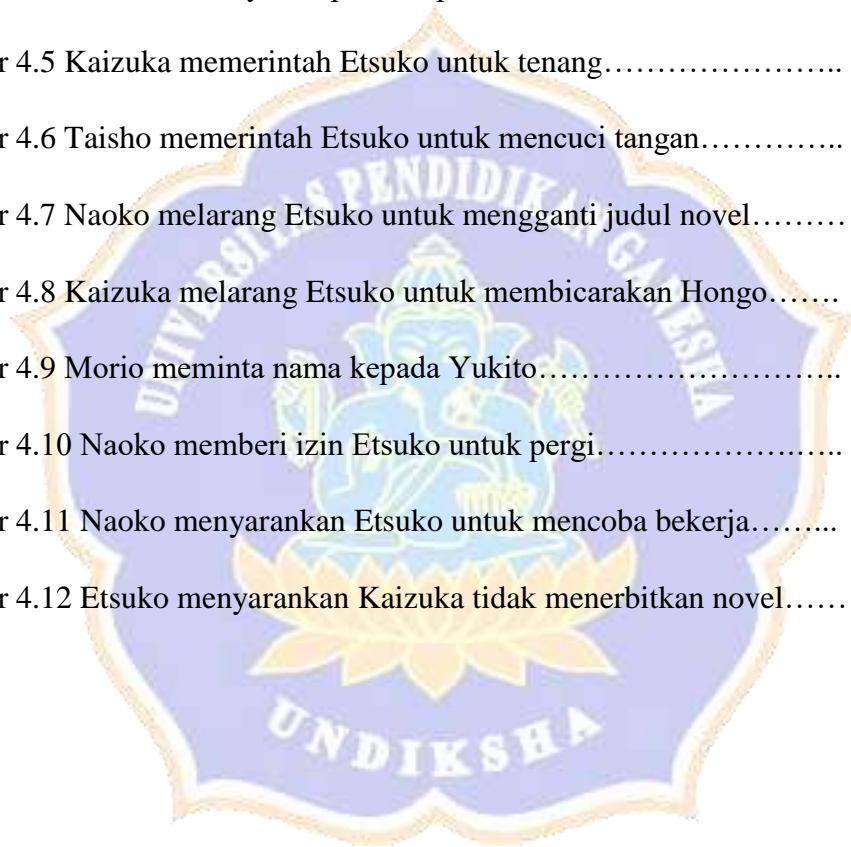 r 4.5 Kaizuka memerintah Etsuko untuk tenang…………………..
r 4.6 Taisho memerintah Etsuko untuk mencuci tangan…………..
r 4.7 Naoko melarang Etsuko untuk mengganti judul novel………
r 4.8 Kaizuka melarang Etsuko untuk membicarakan Hongo…….
r 4.9 Morio meminta nama kepada Yukito…………………………..
r 4.10 Naoko memberi izin Etsuko untuk pergi……………………..
r 4.11 Naoko menyarankan Etsuko untuk mencoba bekerja……...
r 4.12 Etsuko menyarankan Kaizuka tidak menerbitkan novel……
UNIVERSITAS PENDIDIKAN GANESHA
UNDIKSHA